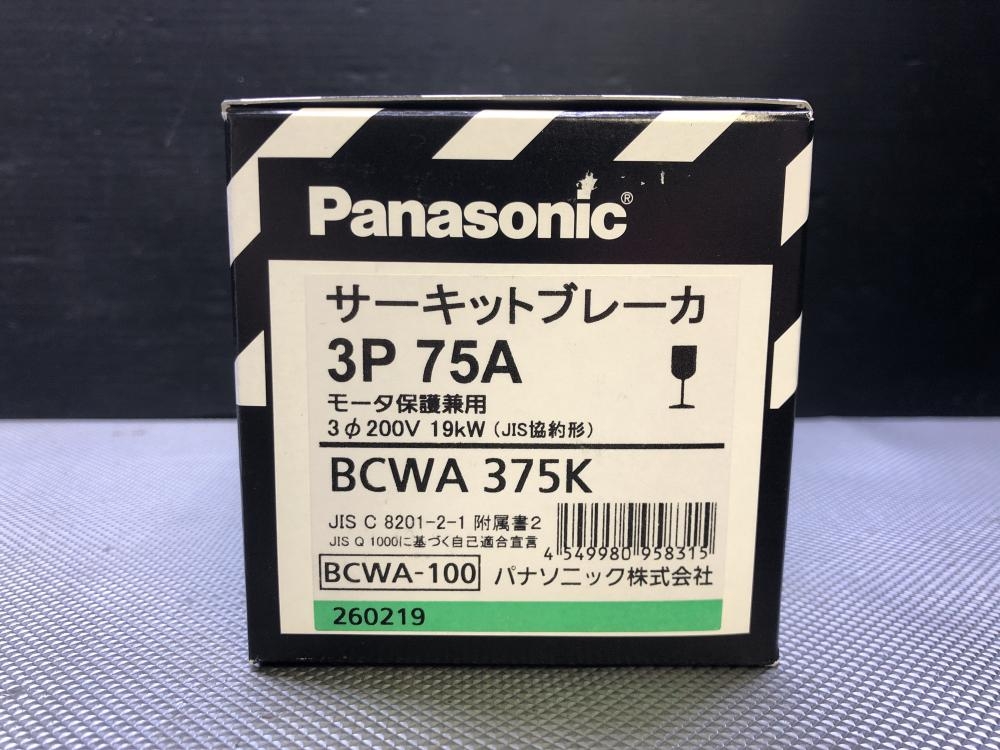 Panasonic®
サーキットブレーカ
3P 75A
モータ保護兼用
3φ200V 19kW (JIS協約形)
BCWA 375K
JIS C 8201-2-1 附属書2
JIS Q 1000に基づく自己適合宣言
4 549980 958315
BCWA-100 パナソニック株式会社
260219